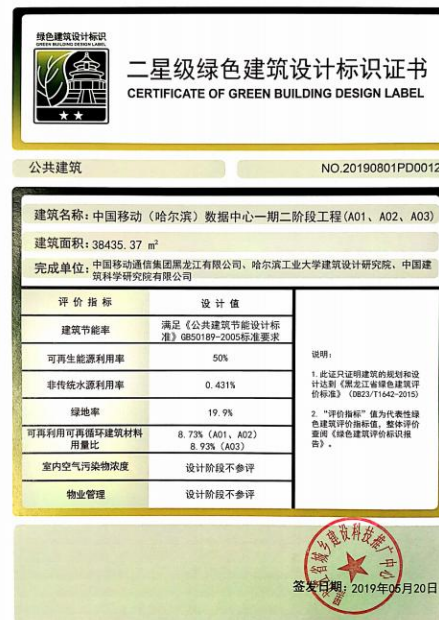 绿色建筑设计标识
GREEN BUILDING DESIGN LABEL
二星级绿色建筑设计标识证书
CERTIFICATE OF GREEN BUILDING DESIGN LABEL
公共建筑
NO.20190801PD0012
建筑名称:中国移动(哈尔滨)数据中心一期二阶段工程(A01、A02、A03)
建筑面积:38435.37 ㎡
完成单位:中国移动通信集团黑龙江有限公司、哈尔滨工业大学建筑设计研究院、中国建
筑科学研究院有限公司
评价指标
设计值
建筑节能率
满足《公共建筑节能设计标
准》GB50189-2005标准要求
可再生能源利用率
50%
非传统水源利用率
0.431%
绿地率
19.9%
可再利用可再循环建筑材料
用量比
8.73%(A01、A02)
8.93%(A03)
室内空气污染物浓度
设计阶段不参评
物业管理
设计阶段不参评
说明:
1.此证只证明建筑的规划和设
计达到《黑龙江省绿色建筑评
价标准》(DB23/T1642-2015)
2.“评价指标”值为代表性绿
色建筑评价指标值,整体评价
查阅《绿色建筑评价标识报
告》。
省城乡建设科技推广中心
签发日期:2019年05月20日